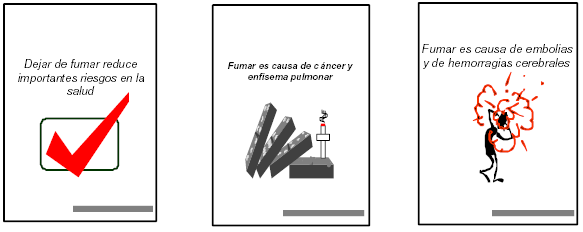 Dejar de fumar reduce
importantes riesgos en la
salud
Fumar es causa de cáncer y
enfisema pulmonar
Fumar es causa de embolias
y de hemorragias cerebrales